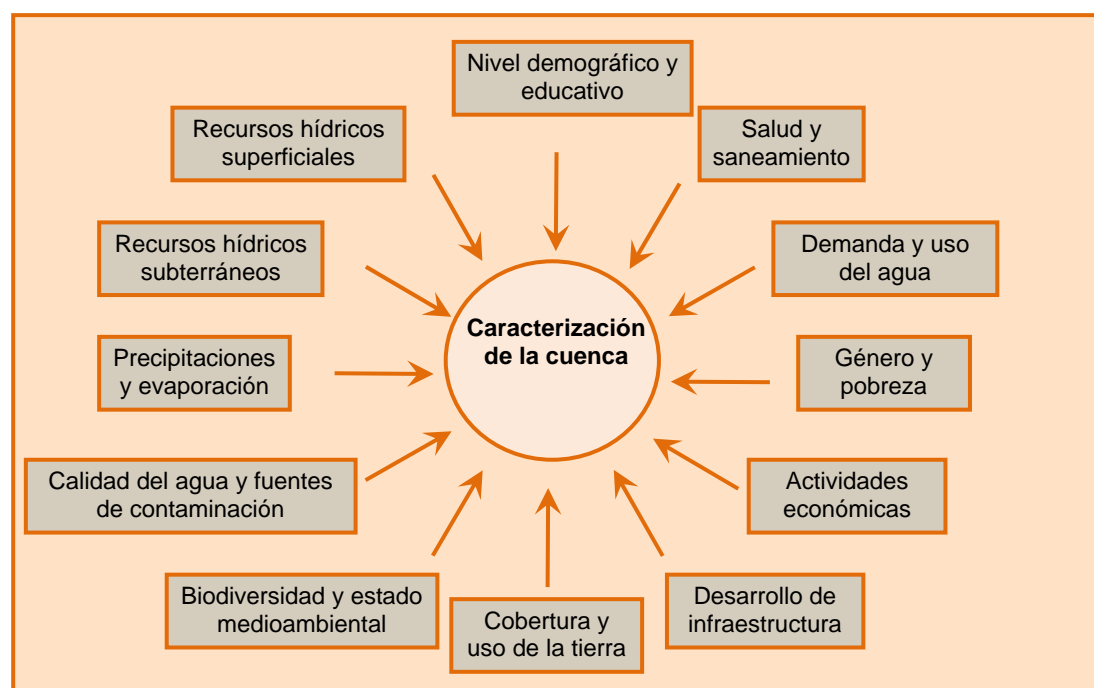 Nivel demográfico y
educativo
Recursos hídricos
superficiales
Salud y
saneamiento
Recursos hídricos
subterráneos
Demanda y uso
del agua
Caracterización
de la cuenca
Precipitaciones
y evaporación
Género y
pobreza
Calidad del agua y fuentes
de contaminación
Actividades
económicas
Biodiversidad y estado
medioambiental
Cobertura y
uso de la tierra
Desarrollo de
infraestructura